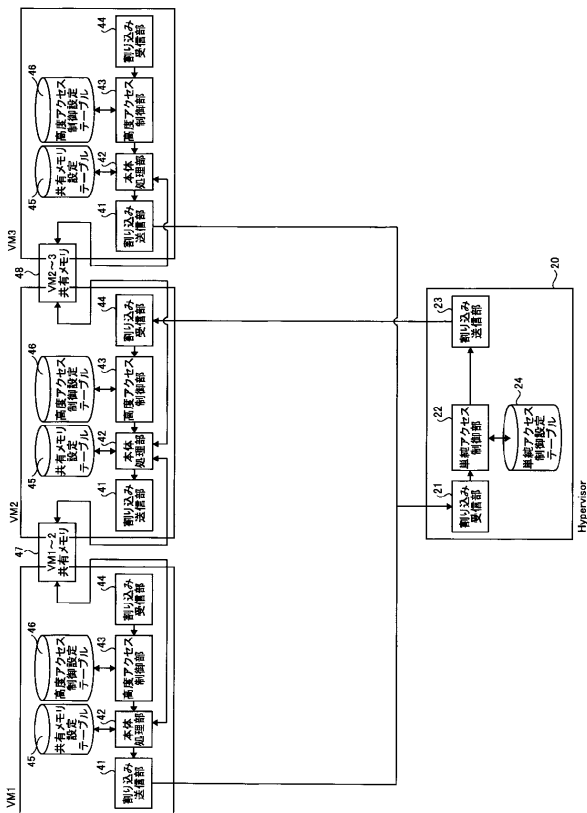 VM1
45
共有メモリ
設定
テーブル
46
高度アクセス
制御設定
テーブル
41
割り込み
送信部
42
本体
処理部
43
高度アクセス
制御部
44
割り込み
受信部
47
VM1～2
共有メモリ
VM2
45
共有メモリ
設定
テーブル
46
高度アクセス
制御設定
テーブル
41
割り込み
送信部
42
本体
処理部
43
高度アクセス
制御部
44
割り込み
受信部
48
VM2～3
共有メモリ
VM3
45
共有メモリ
設定
テーブル
46
高度アクセス
制御設定
テーブル
41
割り込み
送信部
42
本体
処理部
43
高度アクセス
制御部
44
割り込み
受信部
21
割り込み
受信部
22
単純アクセス
制御部
23
割り込み
送信部
24
単純アクセス
制御設定
テーブル
20
Hypervisor